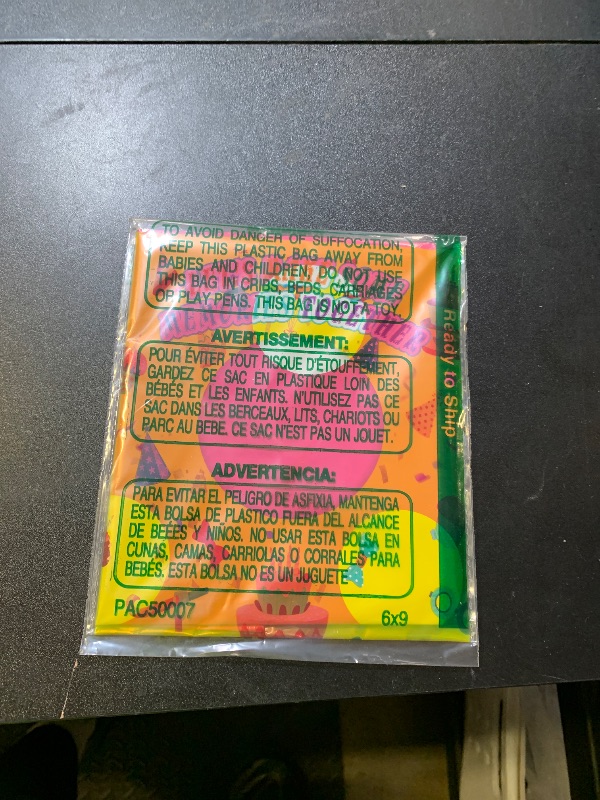 TO AVOID DANGER OF SUFFOCATION,
KEEP THIS PLASTIC BAG AWAY FROM
BABIES AND CHILDREN. DO NOT USE
THIS BAG IN CRIBS, BEDS, CARRIAGES
OR PLAY PENS. THIS BAG IS NOT A TOY.
TOGETHER
AVERTISSEMENT:
POUR ÉVITER TOUT RISQUE D'ÉTOUFFEMENT,
GARDEZ CE SAC EN PLASTIQUE LOIN DES
BÉBÉS ET LES ENFANTS. N'UTILISEZ PAS CE
SAC DANS LES BERCEAUX, LITS, CHARIOTS OU
PARC AU BEBE. CE SAC N'EST PAS UN JOUET.
ADVERTENCIA:
PARA EVITAR EL PELIGRO DE ASFIXIA, MANTENGA
ESTA BOLSA DE PLASTICO FUERA DEL ALCANCE
DE BEBES Y NIÑOS. NO USAR ESTA BOLSA EN
CUNAS, CAMAS, CARRIOLAS O CORRALES PARA
BEBÉS. ESTA BOLSA NO ES UN JUGUETE
PAC50007
6x9
Ready to Ship